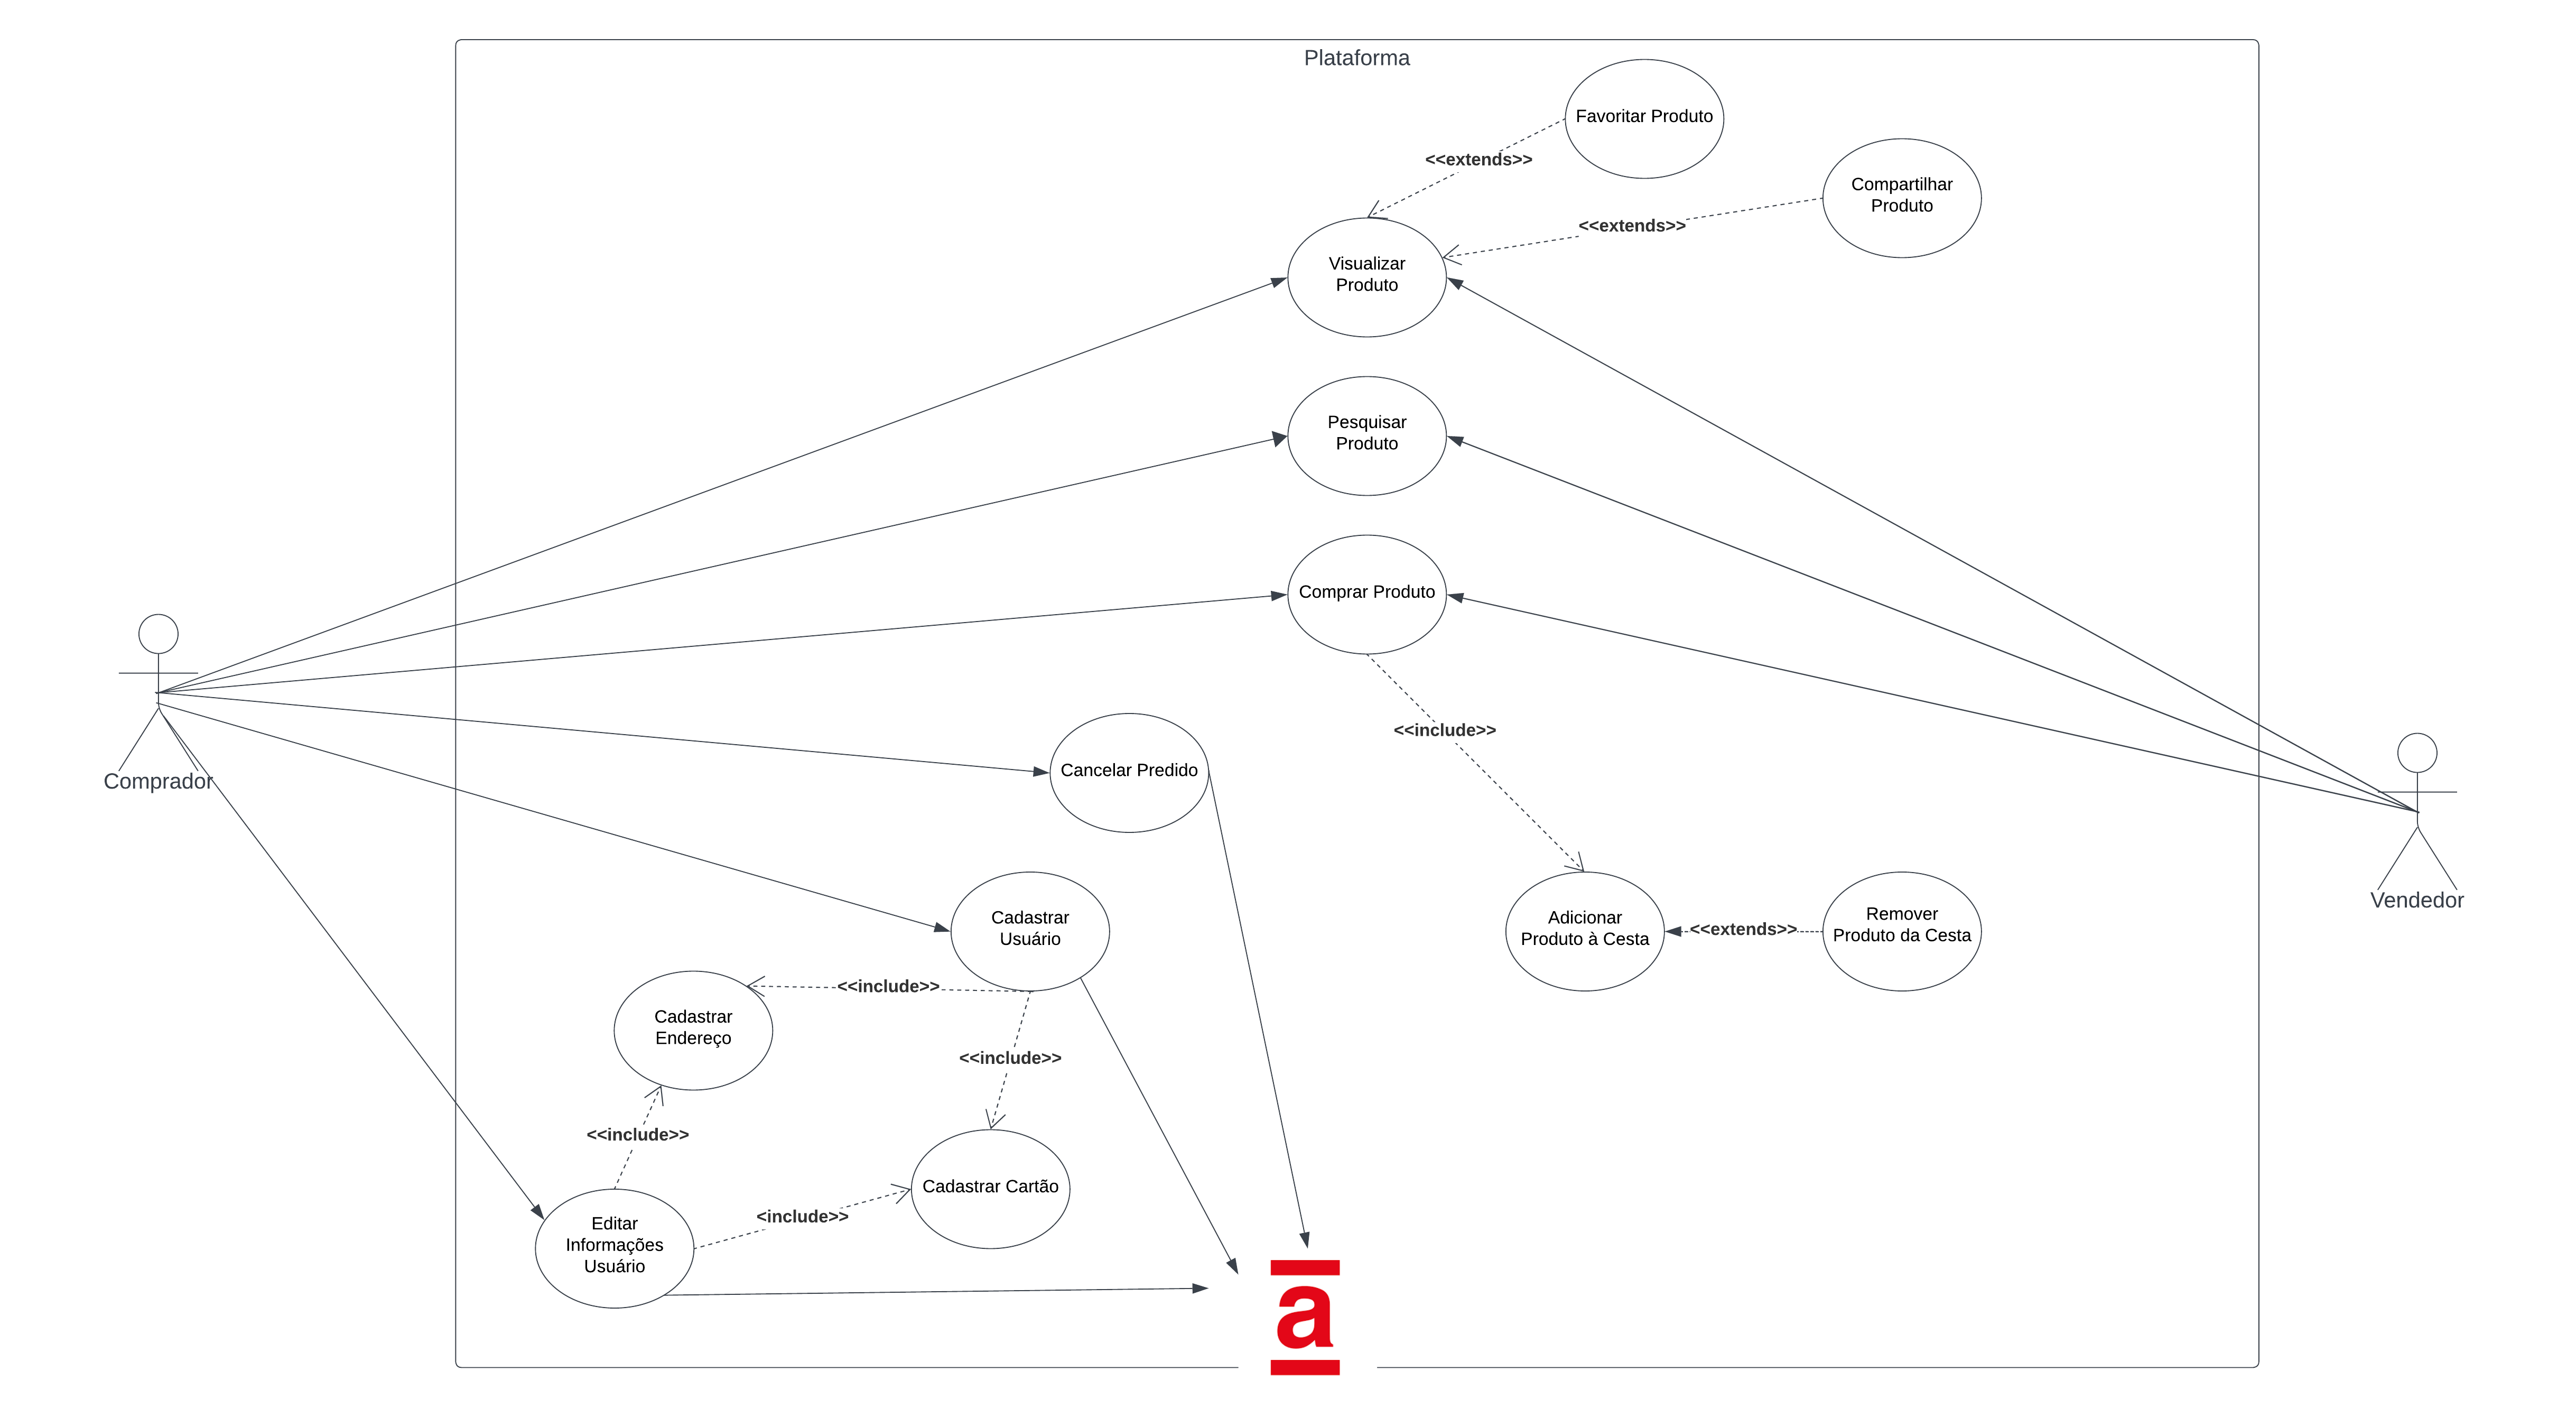 Plataforma
Favoritar Produto
<<extends>>
Compartilhar
Produto
<<extends>>
Visualizar
Produto
Pesquisar
Produto
Comprar Produto
<<include>>
Comprador
Cancelar Predido
Vendedor
Cadastrar
Usuário
Adicionar
Produto à Cesta
<<extends>>
Remover
Produto da Cesta
<<include>>
Cadastrar
Endereço
<<include>>
<<include>>
Cadastrar Cartão
<include>>
Editar
Informações
Usuário
a